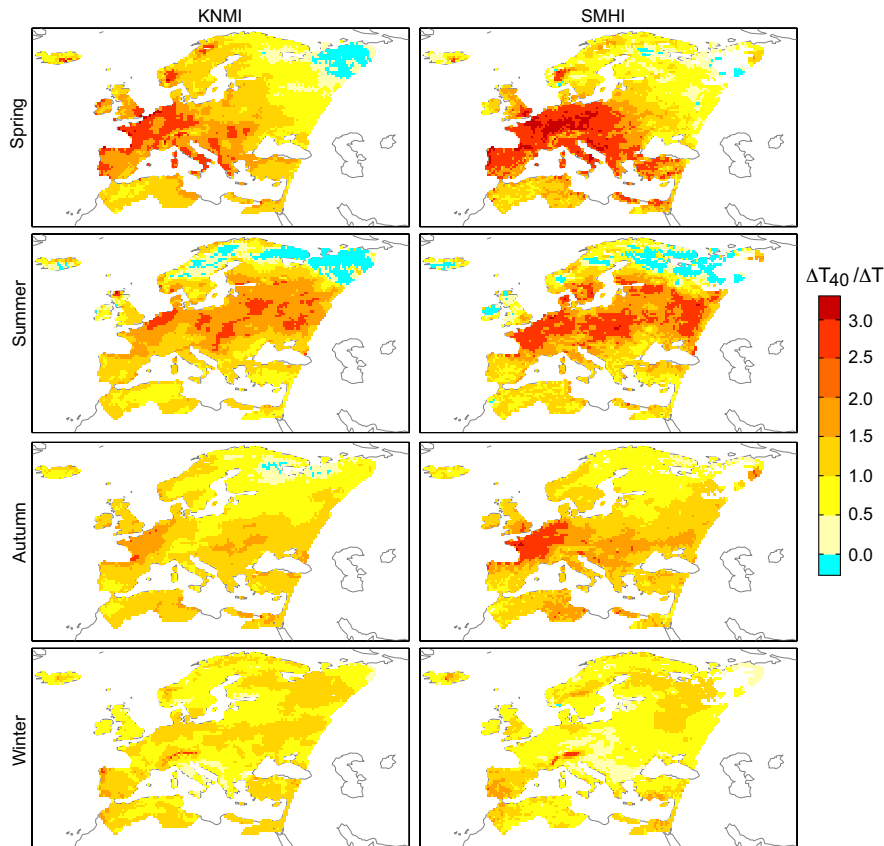 KNMI SMHI
Spring
Summer
Autumn
Winter
ΔT40 /ΔT
3.0
2.5
2.0
1.5
1.0
0.5
0.0